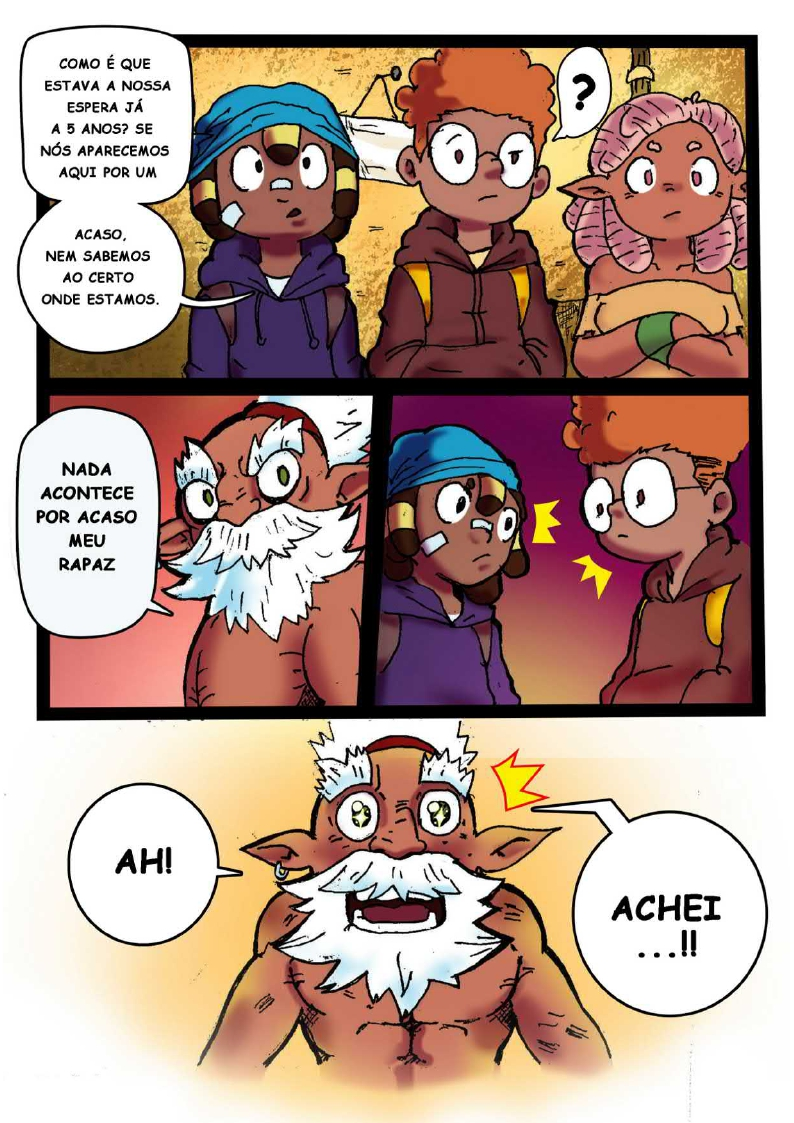 COMO É QUE
ESTAVA A NOSSA
ESPERA JÁ
A 5 ANOS? SE
NÓS APARECEMOS
AQUI POR UM
?
ACASO,
NEM SABEMOS
AO CERTO
ONDE ESTAMOS.
NADA
ACONTECE
POR ACASO
MEU
RAPAZ
AH!
ACHEI
...!!